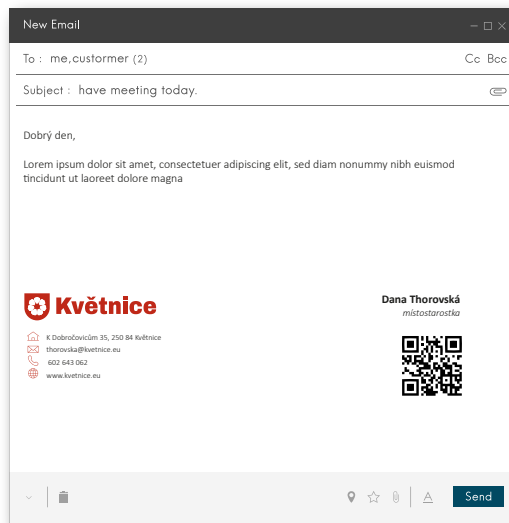 New Email
To : me,custormer (2)
Cc Bcc
Subject : have meeting today.
Dobrý den,
Lorem ipsum dolor sit amet, consectetuer adipiscing elit, sed diam nonummy nibh euismod
tincidunt ut laoreet dolore magna
Květnice
K Dobročovicům 35, 250 84 Květnice
thorovska@kvetnice.eu
602 643 062
www.kvetnice.eu
Dana Thorovská
místostarostka
A
Send